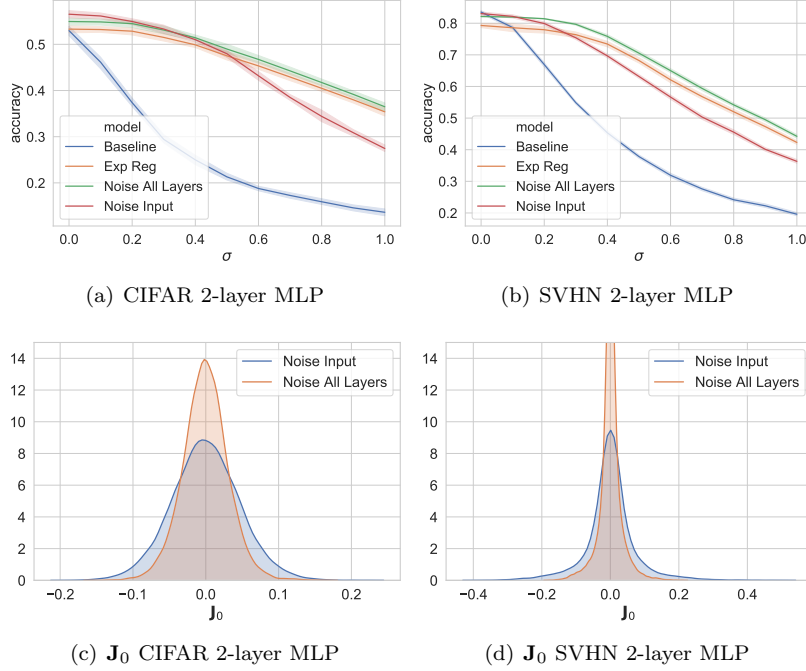 0.5
0.4
0.3
0.2
accuracy
model
Baseline
Exp Reg
Noise All Layers
Noise Input
0.0 0.2 0.4 0.6 0.8 1.0
σ
(a) CIFAR 2-layer MLP
0.8
0.7
0.6
0.5
0.4
0.3
0.2
accuracy
model
Baseline
Exp Reg
Noise All Layers
Noise Input
0.0 0.2 0.4 0.6 0.8 1.0
σ
(b) SVHN 2-layer MLP
14
12
10
8
6
4
2
0
Noise Input
Noise All Layers
−0.2 −0.1 0.0 0.1 0.2
J₀
(c) J₀ CIFAR 2-layer MLP
14
12
10
8
6
4
2
0
Noise Input
Noise All Layers
−0.4 −0.2 0.0 0.2 0.4
J₀
(d) J₀ SVHN 2-layer MLP